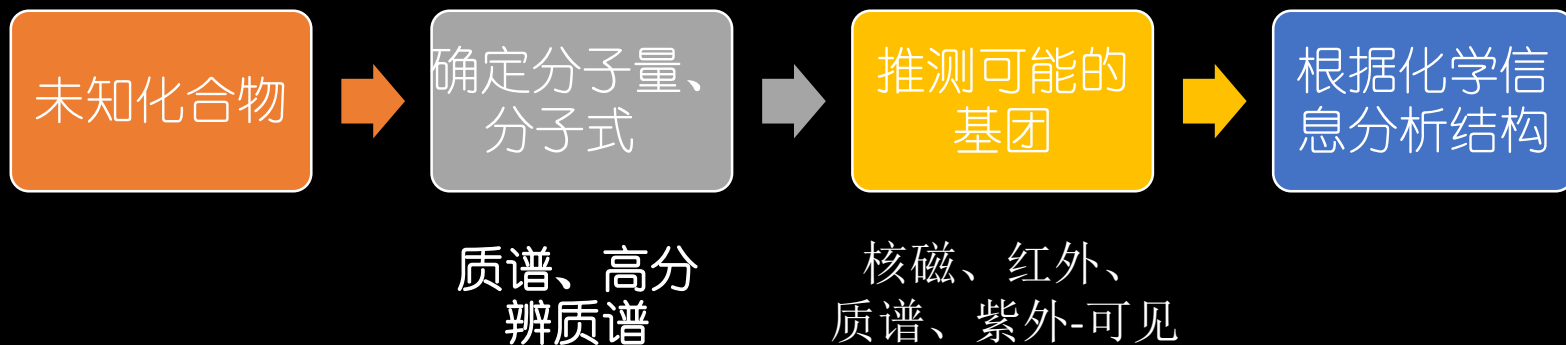 未知化合物
确定分子量、
分子式
推测可能的
基团
根据化学信
息分析结构
质谱、高分
辨质谱
核磁、红外、
质谱、紫外-可见